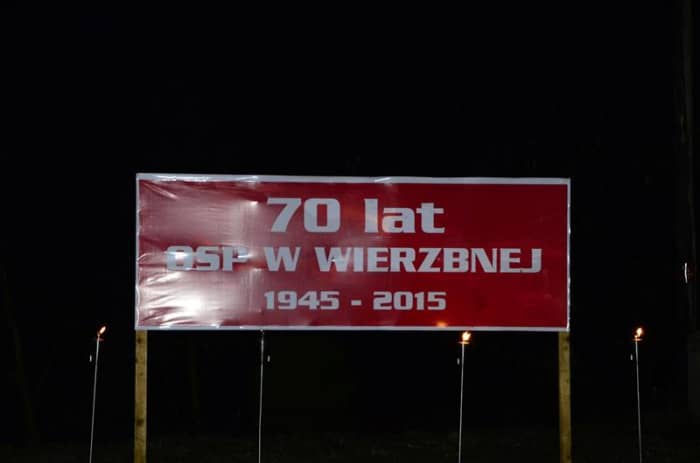 70 lat
OSP W WIERZBNEJ
1945 - 2015